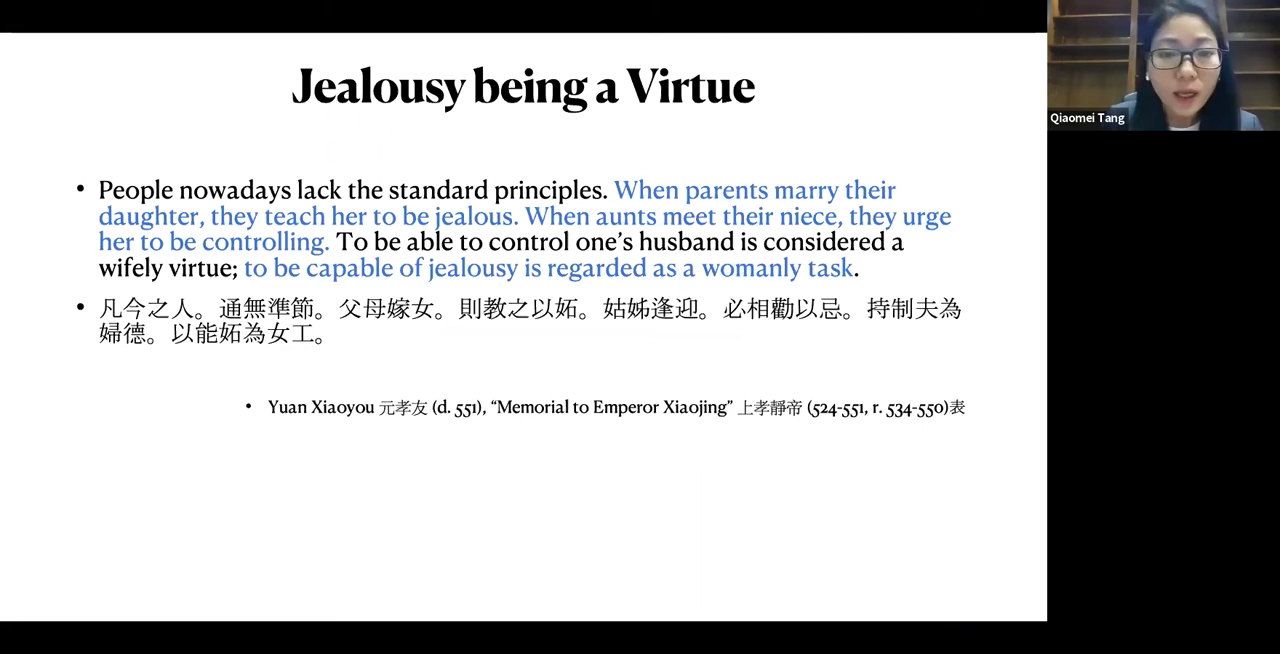 Jealousy being a Virtue
Qiaomei Tang
• People nowadays lack the standard principles. When parents marry their
daughter, they teach her to be jealous. When aunts meet their niece, they urge
her to be controlling. To be able to control one’s husband is considered a
wifely virtue; to be capable of jealousy is regarded as a womanly task.
• 凡今之人。通無準節。父母嫁女。則教之以妬。姑姊逢迎。必相勸以忌。持制夫為
婦德。以能妬為女工。
• Yuan Xiaoyou 元孝友 (d. 551), “Memorial to Emperor Xiaojing” 上孝靜帝 (524-551, r. 534-550)表